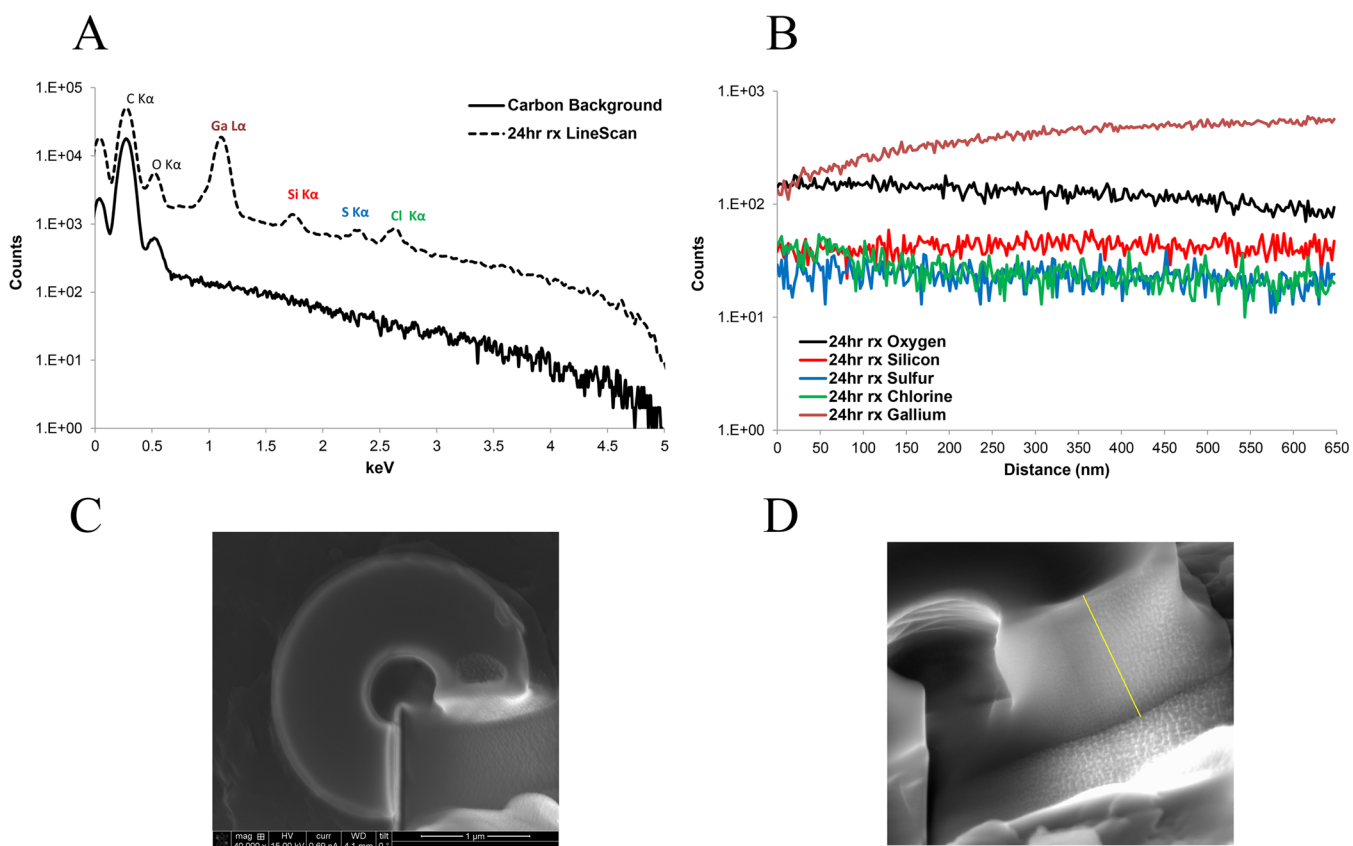 A
1.E+05
1.E+04
1.E+03
1.E+02
1.E+01
1.E+00
Counts
C Kα
O Kα
Ga Lα
Si Kα
S Kα
Cl Kα
Carbon Background
24hr rx LineScan
0 0.5 1 1.5 2 2.5 3 3.5 4 4.5 5
keV
B
1.E+03
1.E+02
1.E+01
1.E+00
Counts
24hr rx Oxygen
24hr rx Silicon
24hr rx Sulfur
24hr rx Chlorine
24hr rx Gallium
0 50 100 150 200 250 300 350 400 450 500 550 600 650
Distance (nm)
C
mag HV curr WD tilt
1 µm
D